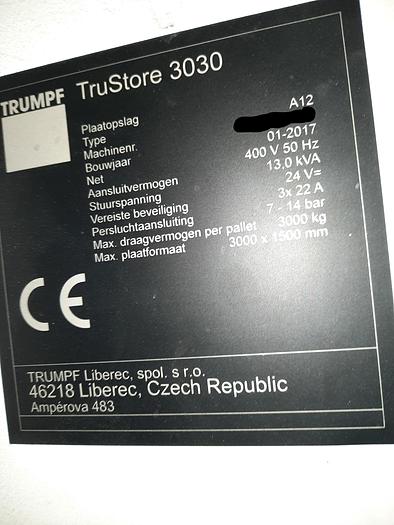 TRUMPF
TruStore 3030
Plaatopslag
Type A12
Machinenr.
Bouwjaar 01-2017
Net 400 V 50 Hz
Aansluitvermogen 13,0 kVA
Stuurspanning 24 V=
Vereiste beveiliging 3x 22 A
Persluchtaansluiting 7 - 14 bar
Max. draagvermogen per pallet 3000 kg
Max. plaatformaat 3000 x 1500 mm
CE
TRUMPF Liberec, spol. s r.o.
46218 Liberec, Czech Republic
Ampérova 483